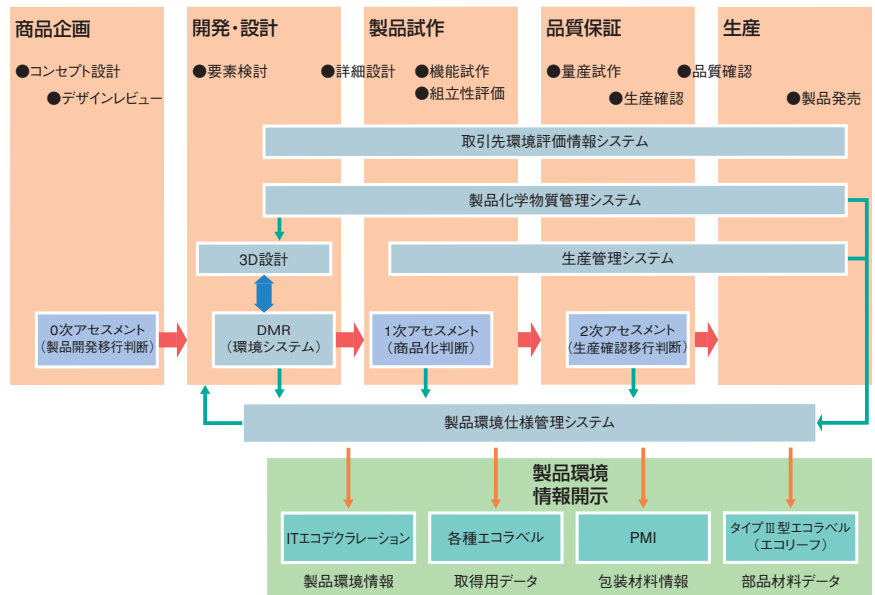 商品企画
開発・設計
製品試作
品質保証
生産
●コンセプト設計
●デザインレビュー
●要素検討
●詳細設計
●機能試作
●組立性評価
●量産試作
●生産確認
●品質確認
●製品発売
取引先環境評価情報システム
製品化学物質管理システム
3D設計
生産管理システム
0次アセスメント
(製品開発移行判断)
DMR
(環境システム)
1次アセスメント
(商品化判断)
2次アセスメント
(生産確認移行判断)
製品環境仕様管理システム
製品環境
情報開示
ITエコデクラレーション
各種エコラベル
PMI
タイプⅢ型エコラベル
(エコリーフ)
製品環境情報
取得用データ
包装材料情報
部品材料データ